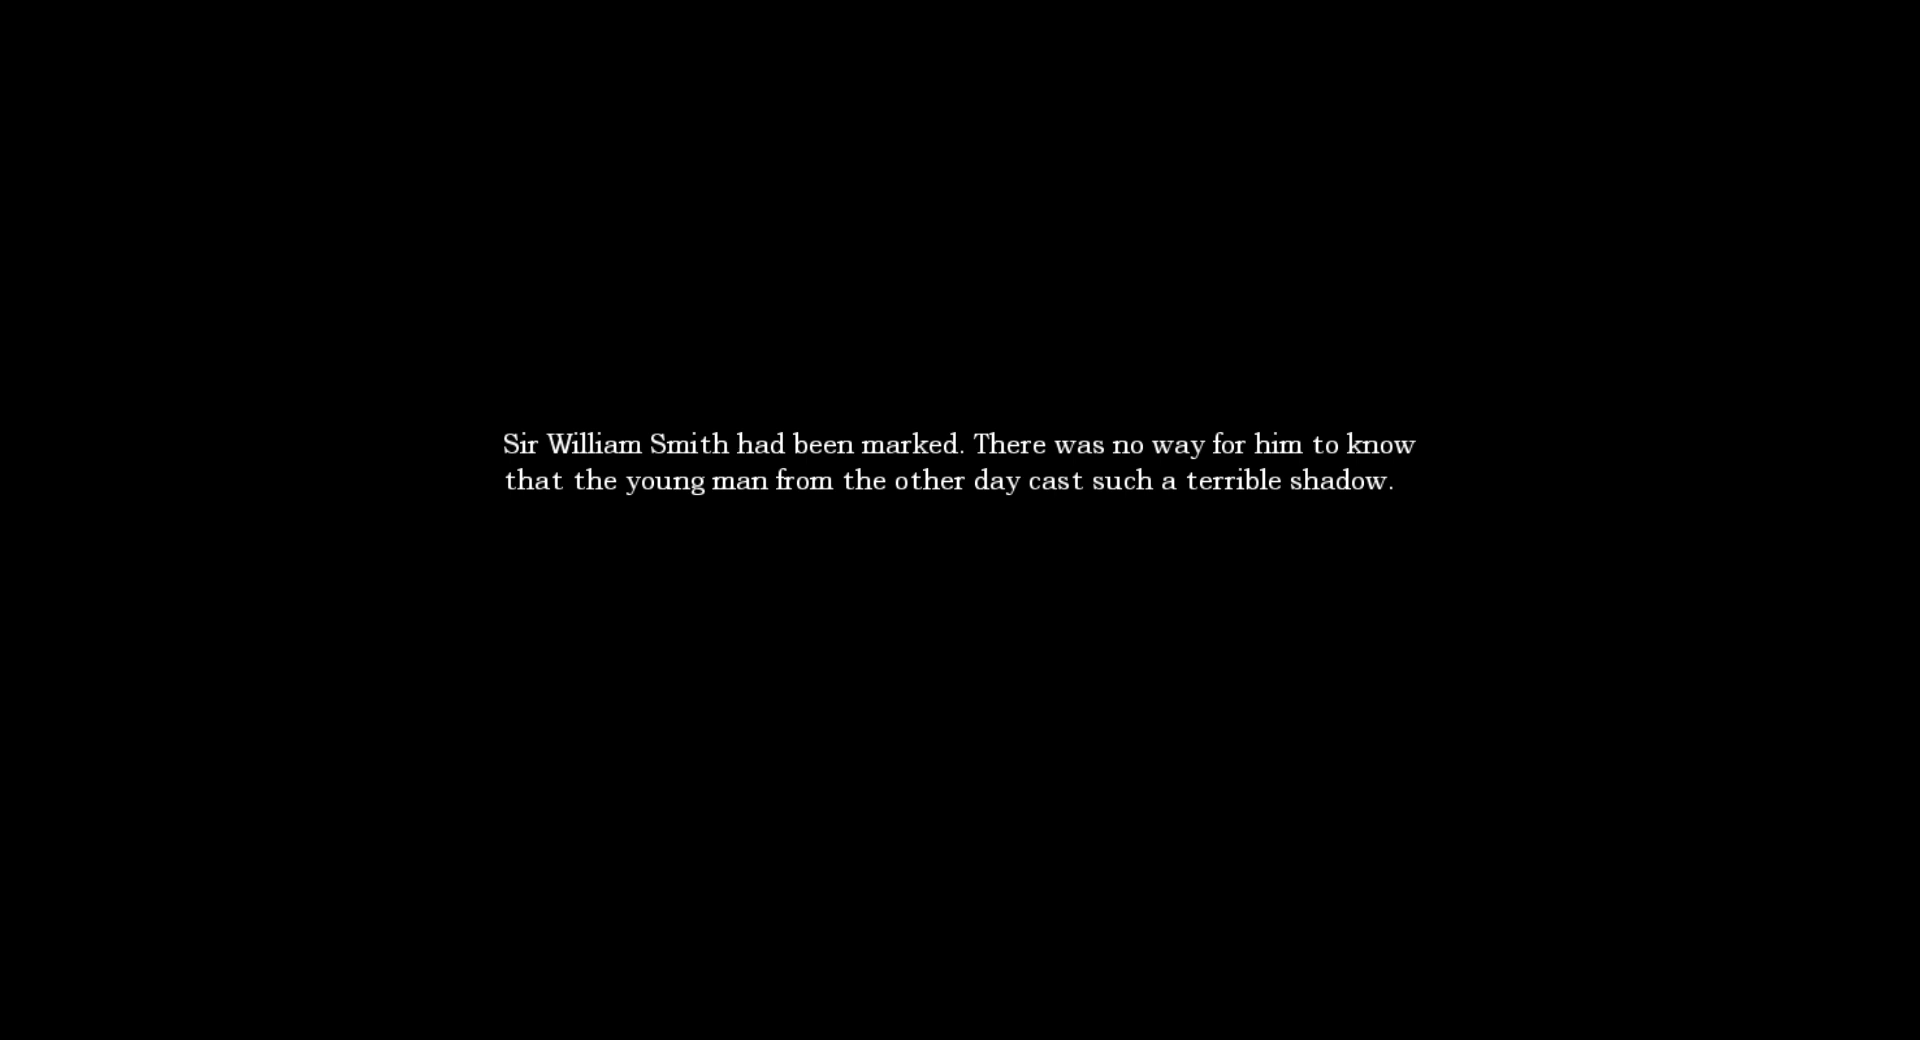 Sir William Smith had been marked. There was no way for him to know
that the young man from the other day cast such a terrible shadow.